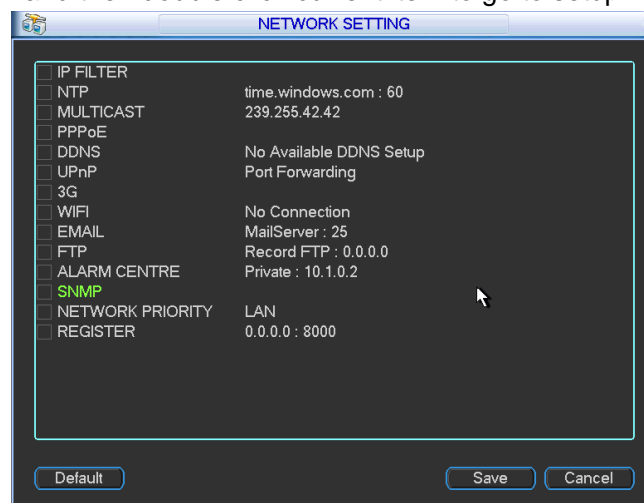 NETWORK SETTING
IP FILTER
NTP time.windows.com : 60
MULTICAST 239.255.42.42
PPPoE
DDNS No Available DDNS Setup
UPnP Port Forwarding
3G
WIFI No Connection
EMAIL MailServer : 25
FTP Record FTP : 0.0.0.0
ALARM CENTRE Private : 10.1.0.2
SNMP
NETWORK PRIORITY LAN
REGISTER 0.0.0.0 : 8000
Default Save Cancel